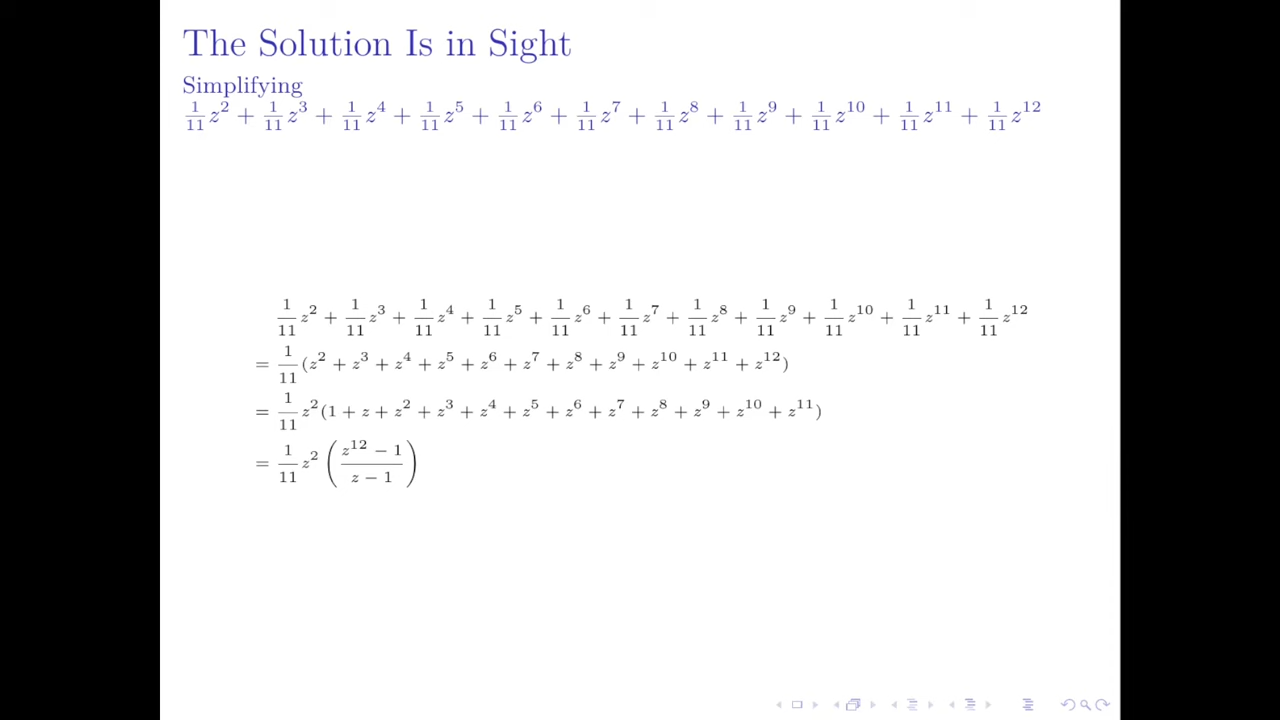 The Solution Is in Sight
Simplifying
1/11 z^2 + 1/11 z^3 + 1/11 z^4 + 1/11 z^5 + 1/11 z^6 + 1/11 z^7 + 1/11 z^8 + 1/11 z^9 + 1/11 z^10 + 1/11 z^11 + 1/11 z^12
1/11 z^2 + 1/11 z^3 + 1/11 z^4 + 1/11 z^5 + 1/11 z^6 + 1/11 z^7 + 1/11 z^8 + 1/11 z^9 + 1/11 z^10 + 1/11 z^11 + 1/11 z^12
= 1/11 (z^2 + z^3 + z^4 + z^5 + z^6 + z^7 + z^8 + z^9 + z^10 + z^11 + z^12)
= 1/11 z^2 (1 + z + z^2 + z^3 + z^4 + z^5 + z^6 + z^7 + z^8 + z^9 + z^10 + z^11)
= 1/11 z^2 ((z^12 − 1)/(z − 1))